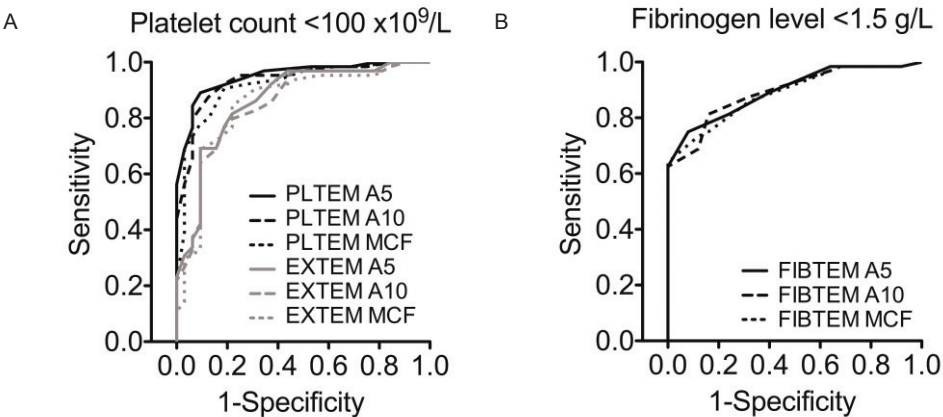 A
Platelet count <100 x10⁹/L
1.0
0.8
0.6
0.4
0.2
0.0
Sensitivity
PLTEM A5
PLTEM A10
PLTEM MCF
EXTEM A5
EXTEM A10
EXTEM MCF
0.0 0.2 0.4 0.6 0.8 1.0
1-Specificity
B
Fibrinogen level <1.5 g/L
1.0
0.8
0.6
0.4
0.2
0.0
Sensitivity
FIBTEM A5
FIBTEM A10
FIBTEM MCF
0.0 0.2 0.4 0.6 0.8 1.0
1-Specificity